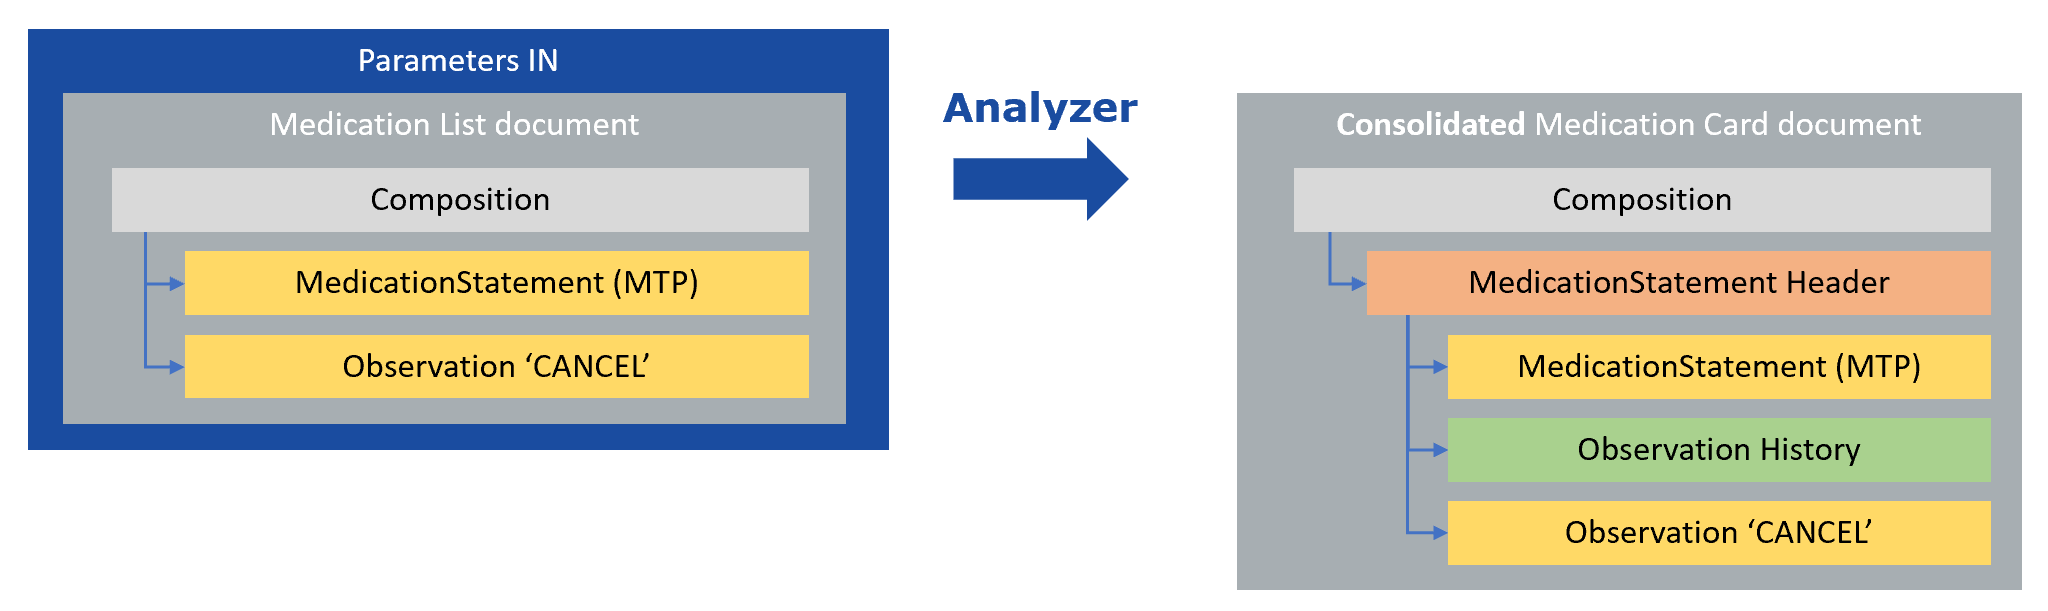 Parameters IN
Medication List document
Composition
MedicationStatement (MTP)
Observation ‘CANCEL’
Analyzer
Consolidated Medication Card document
Composition
MedicationStatement Header
MedicationStatement (MTP)
Observation History
Observation ‘CANCEL’